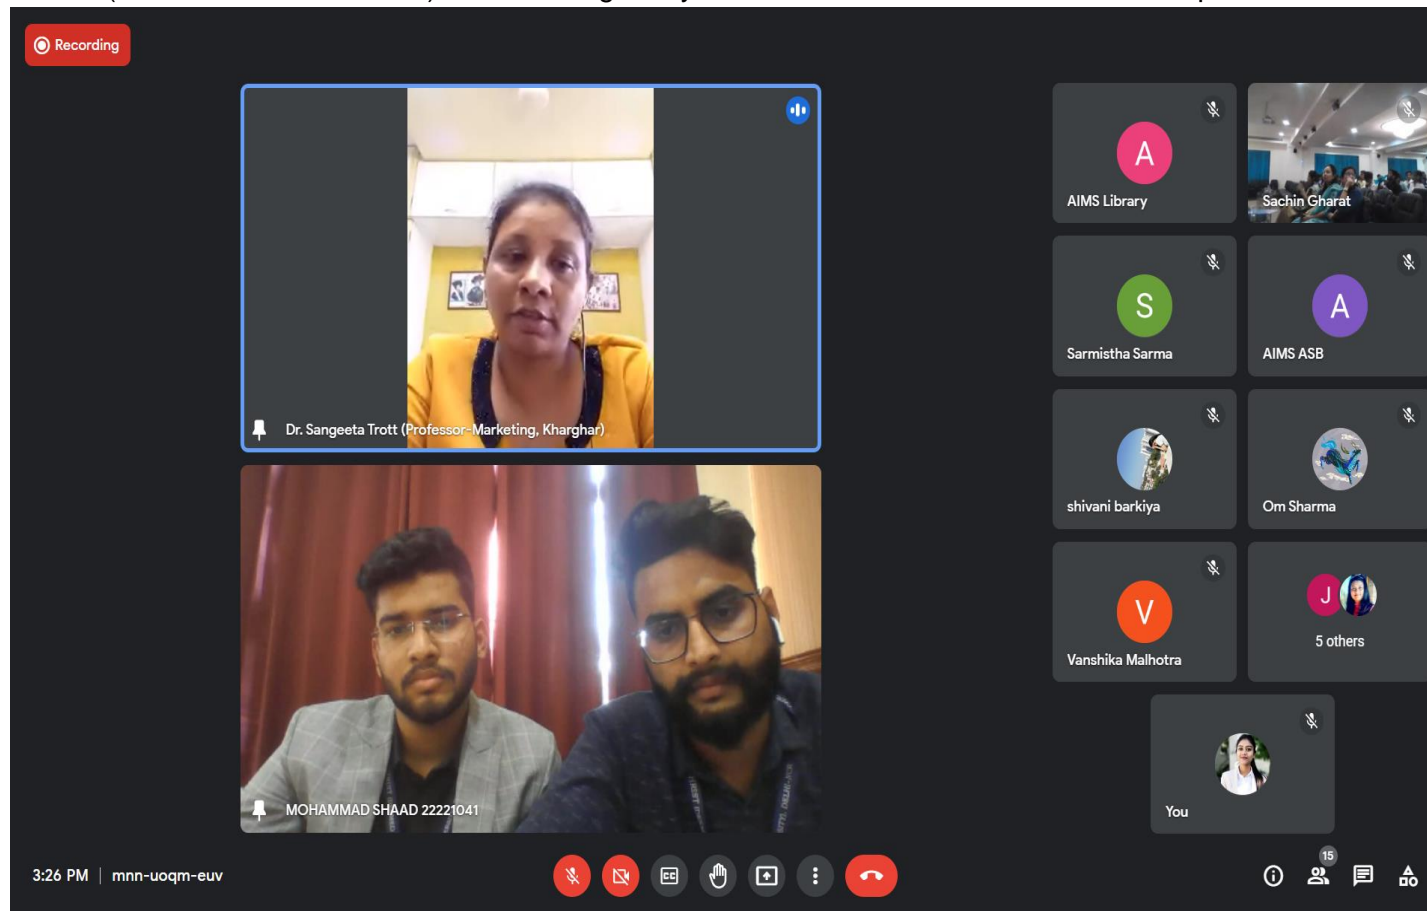 Recording
Dr. Sangeeta Trott (Professor-Marketing, Kharghar)
MOHAMMAD SHAAD 22221041
A
AIMS Library
Sachin Gharat
S
Sarmistha Sarma
A
AIMS ASB
shivani barkiya
Om Sharma
V
Vanshika Malhotra
J
5 others
You
3:26 PM | mnn-uoqm-euv
CC
15